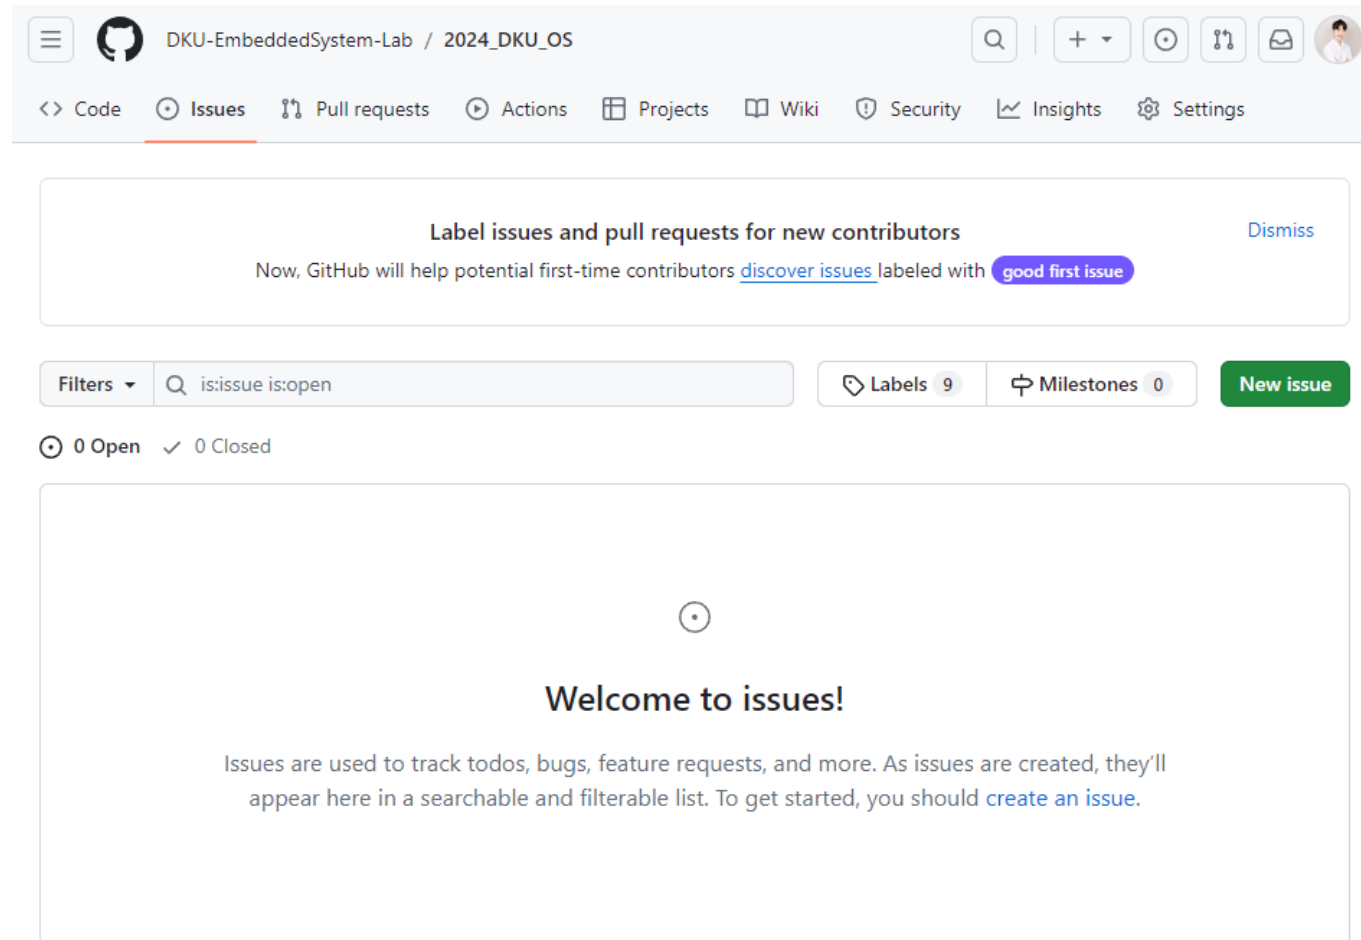 DKU-EmbeddedSystem-Lab / 2024_DKU_OS
Code Issues Pull requests Actions Projects Wiki Security Insights Settings
Label issues and pull requests for new contributors
Dismiss
Now, GitHub will help potential first-time contributors discover issues labeled with good first issue
Filters is:issue is:open Labels 9 Milestones 0 New issue
0 Open 0 Closed
Welcome to issues!
Issues are used to track todos, bugs, feature requests, and more. As issues are created, they’ll
appear here in a searchable and filterable list. To get started, you should create an issue.